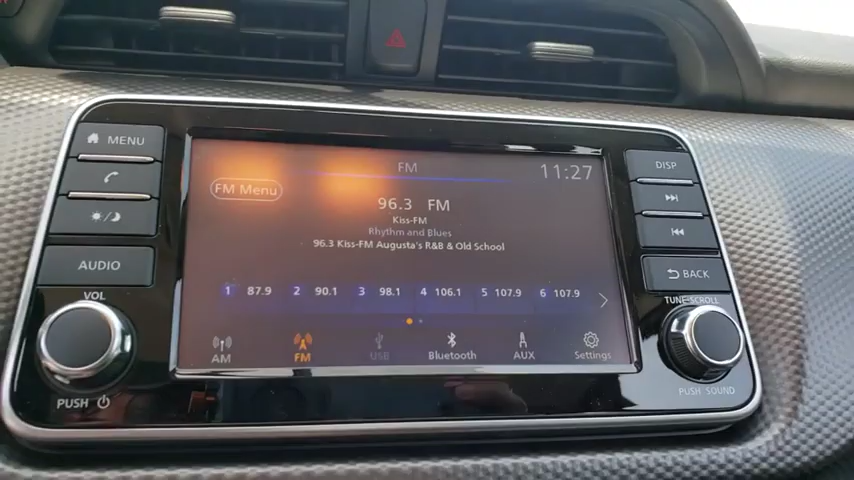 MENU
FM
11:27
DISP
FM Menu
96.3 FM
Kiss-FM
Rhythm and Blues
96.3 Kiss-FM Augusta's R&B & Old School
AUDIO
BACK
VOL
1 87.9 2 90.1 3 98.1 4 106.1 5 107.9 6 107.9
TUNE·SCROLL
AM FM USB Bluetooth AUX Settings
PUSH
PUSH SOUND